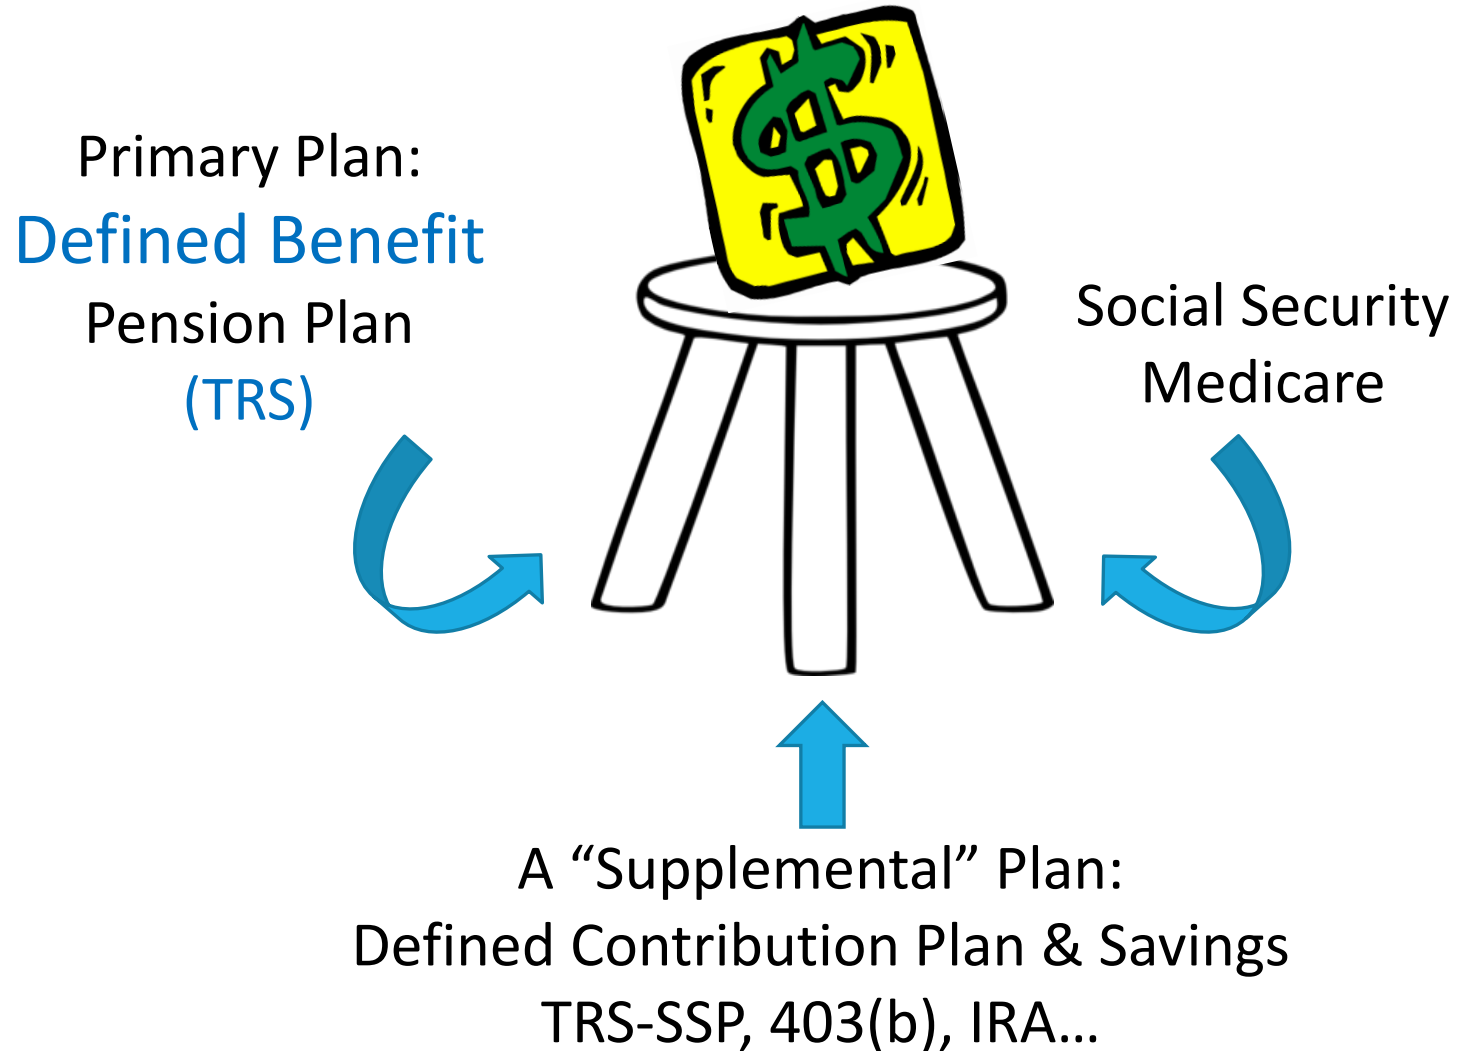 Primary Plan:
Defined Benefit
Pension Plan
(TRS)
$
Social Security
Medicare
A “Supplemental” Plan:
Defined Contribution Plan & Savings
TRS-SSP, 403(b), IRA...